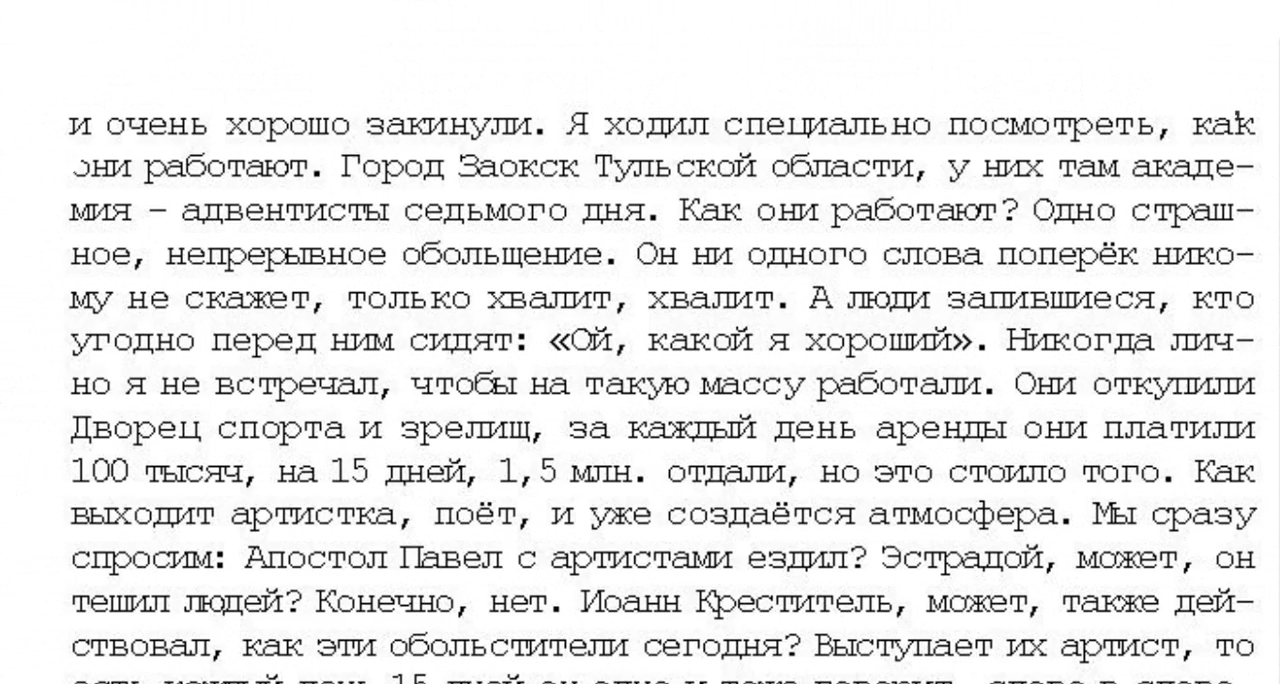 и очень хорошо закинули. Я ходил специально посмотреть, как
они работают. Город Заокск Тульской области, у них там акаде-
мия – адвентисты седьмого дня. Как они работают? Одно страш-
ное, непрерывное обольщение. Он ни одного слова поперёк нико-
му не скажет, только хвалит, хвалит. А люди запившиеся, кто
угодно перед ним сидят: «Ой, какой я хороший». Никогда лич-
но я не встречал, чтобы на такую массу работали. Они откупили
Дворец спорта и зрелищ, за каждый день аренды они платили
100 тысяч, на 15 дней, 1,5 млн. отдали, но это стоило того. Как
выходит артистка, поёт, и уже создаётся атмосфера. Мы сразу
спросим: Апостол Павел с артистами ездил? Эстрадой, может, он
тешил людей? Конечно, нет. Иоанн Креститель, может, также дей-
ствовал, как эти обольстители сегодня? Выступает их артист, то